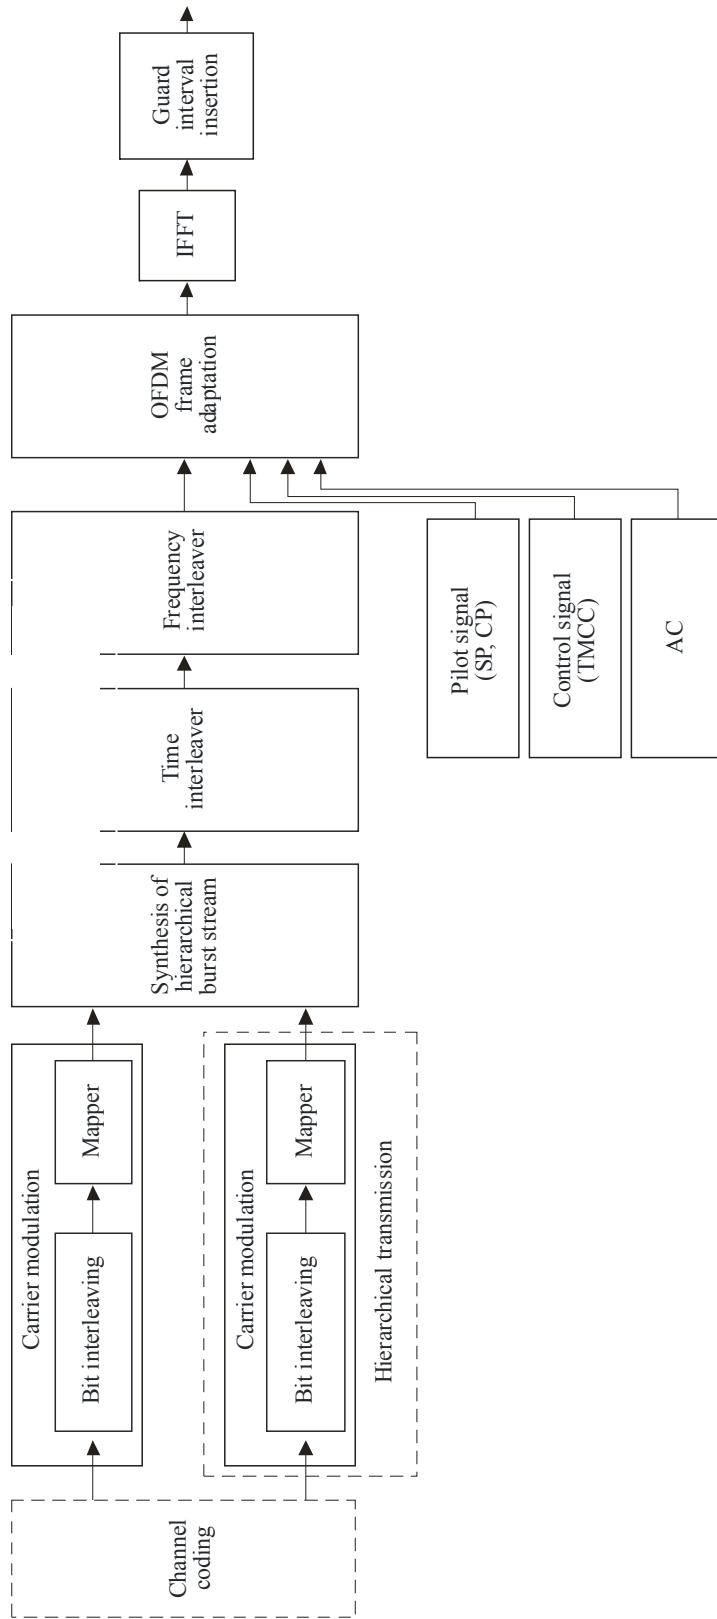 Channel
coding
Carrier modulation
Bit interleaving
Mapper
Carrier modulation
Bit interleaving
Mapper
Hierarchical transmission
Synthesis of
hierarchical
burst stream
Time
interleaver
Frequency
interleaver
Pilot signal
(SP, CP)
Control signal
(TMCC)
AC
OFDM
frame
adaptation
IFFT
Guard
interval
insertion